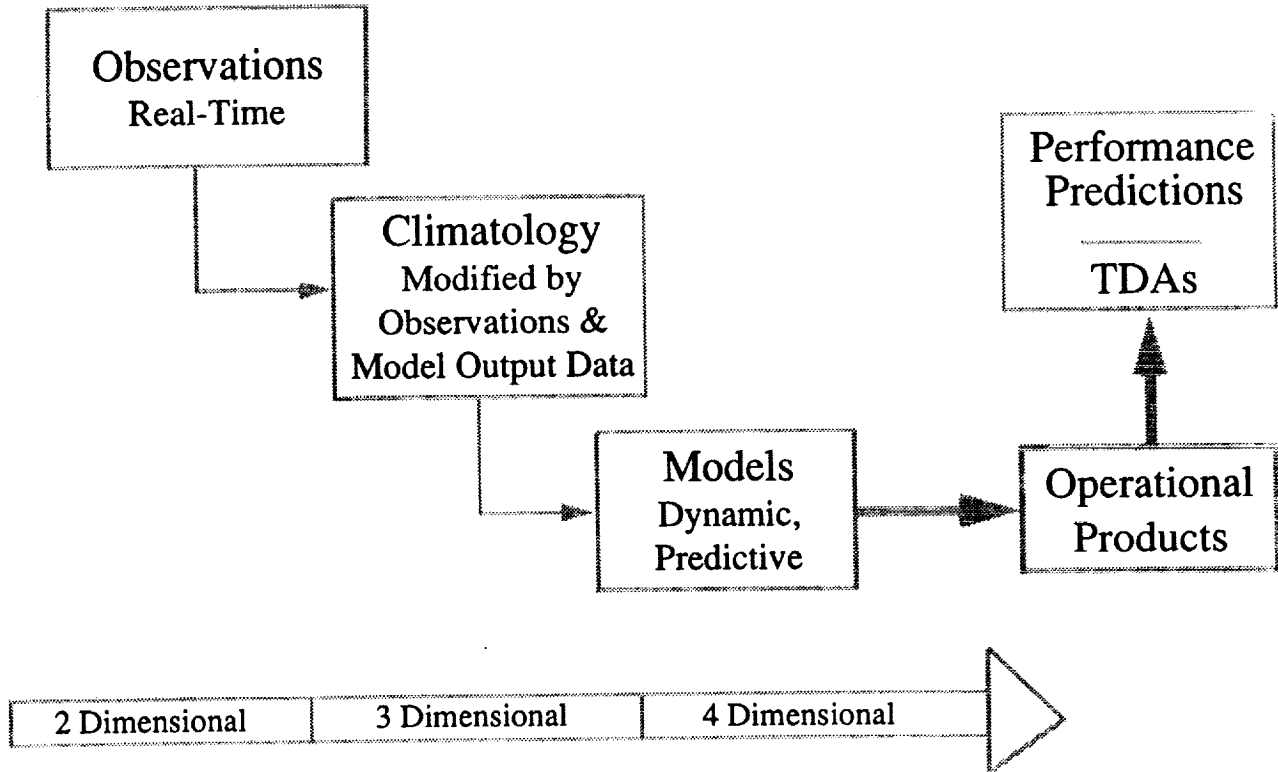 Observations
Real-Time
Climatology
Modified by
Observations &
Model Output Data
Models
Dynamic,
Predictive
Performance
Predictions
TDAs
Operational
Products
2 Dimensional
3 Dimensional
4 Dimensional